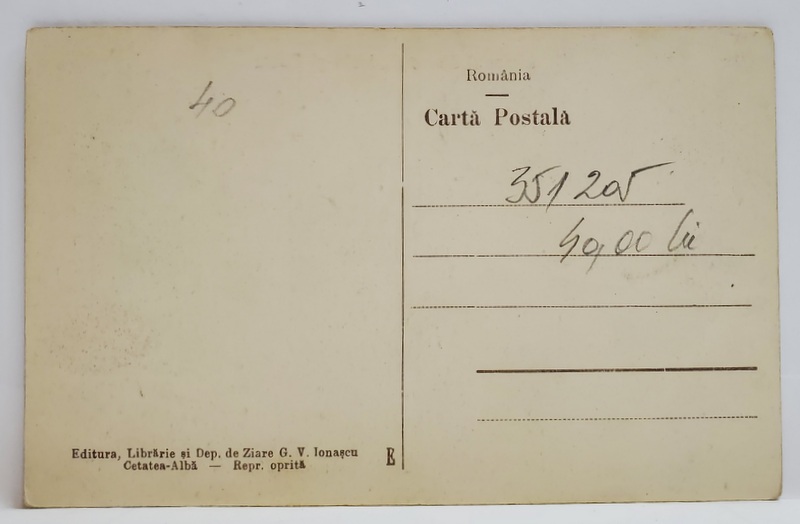 40
România
Cartă Postală
351205
40,00 lei
Editura, Librărie și Dep. de Ziare G. V. Ionașcu
Cetatea-Albă — Repr. oprită